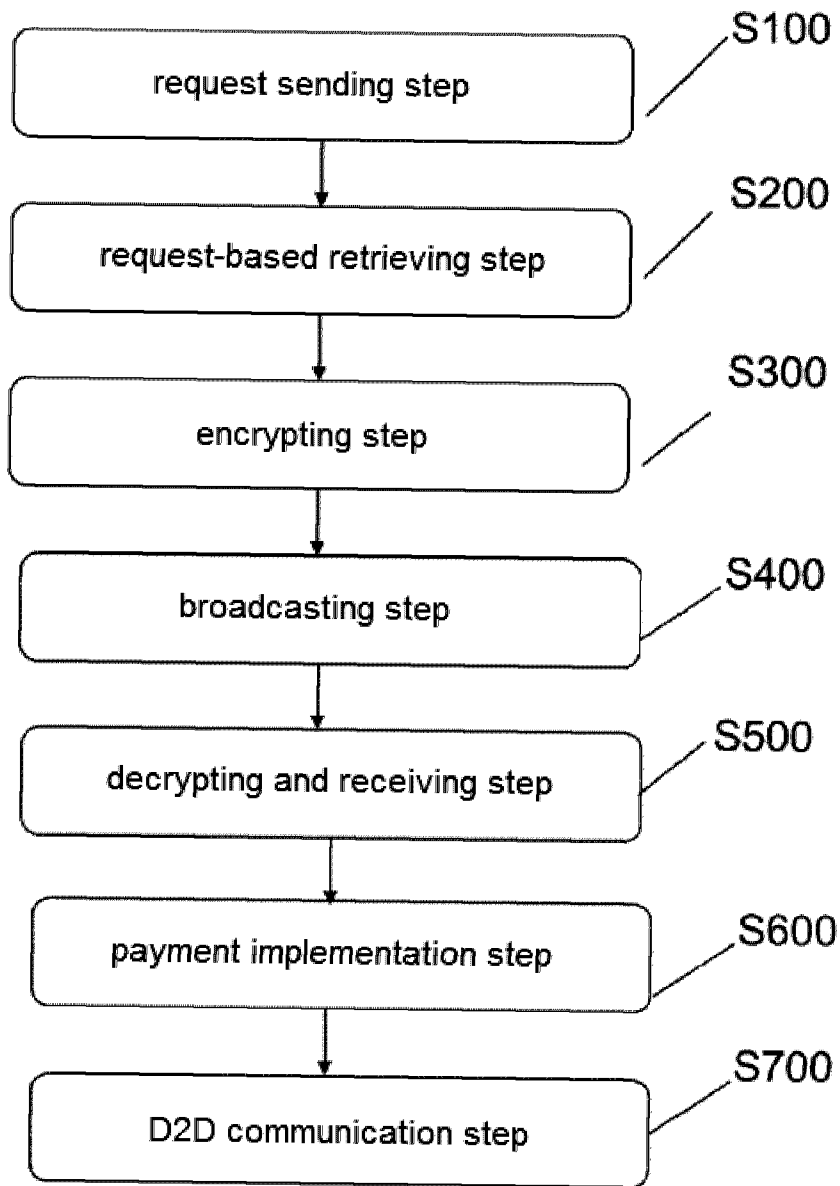 S100
request sending step
S200
request-based retrieving step
S300
encrypting step
S400
broadcasting step
S500
decrypting and receiving step
S600
payment implementation step
S700
D2D communication step